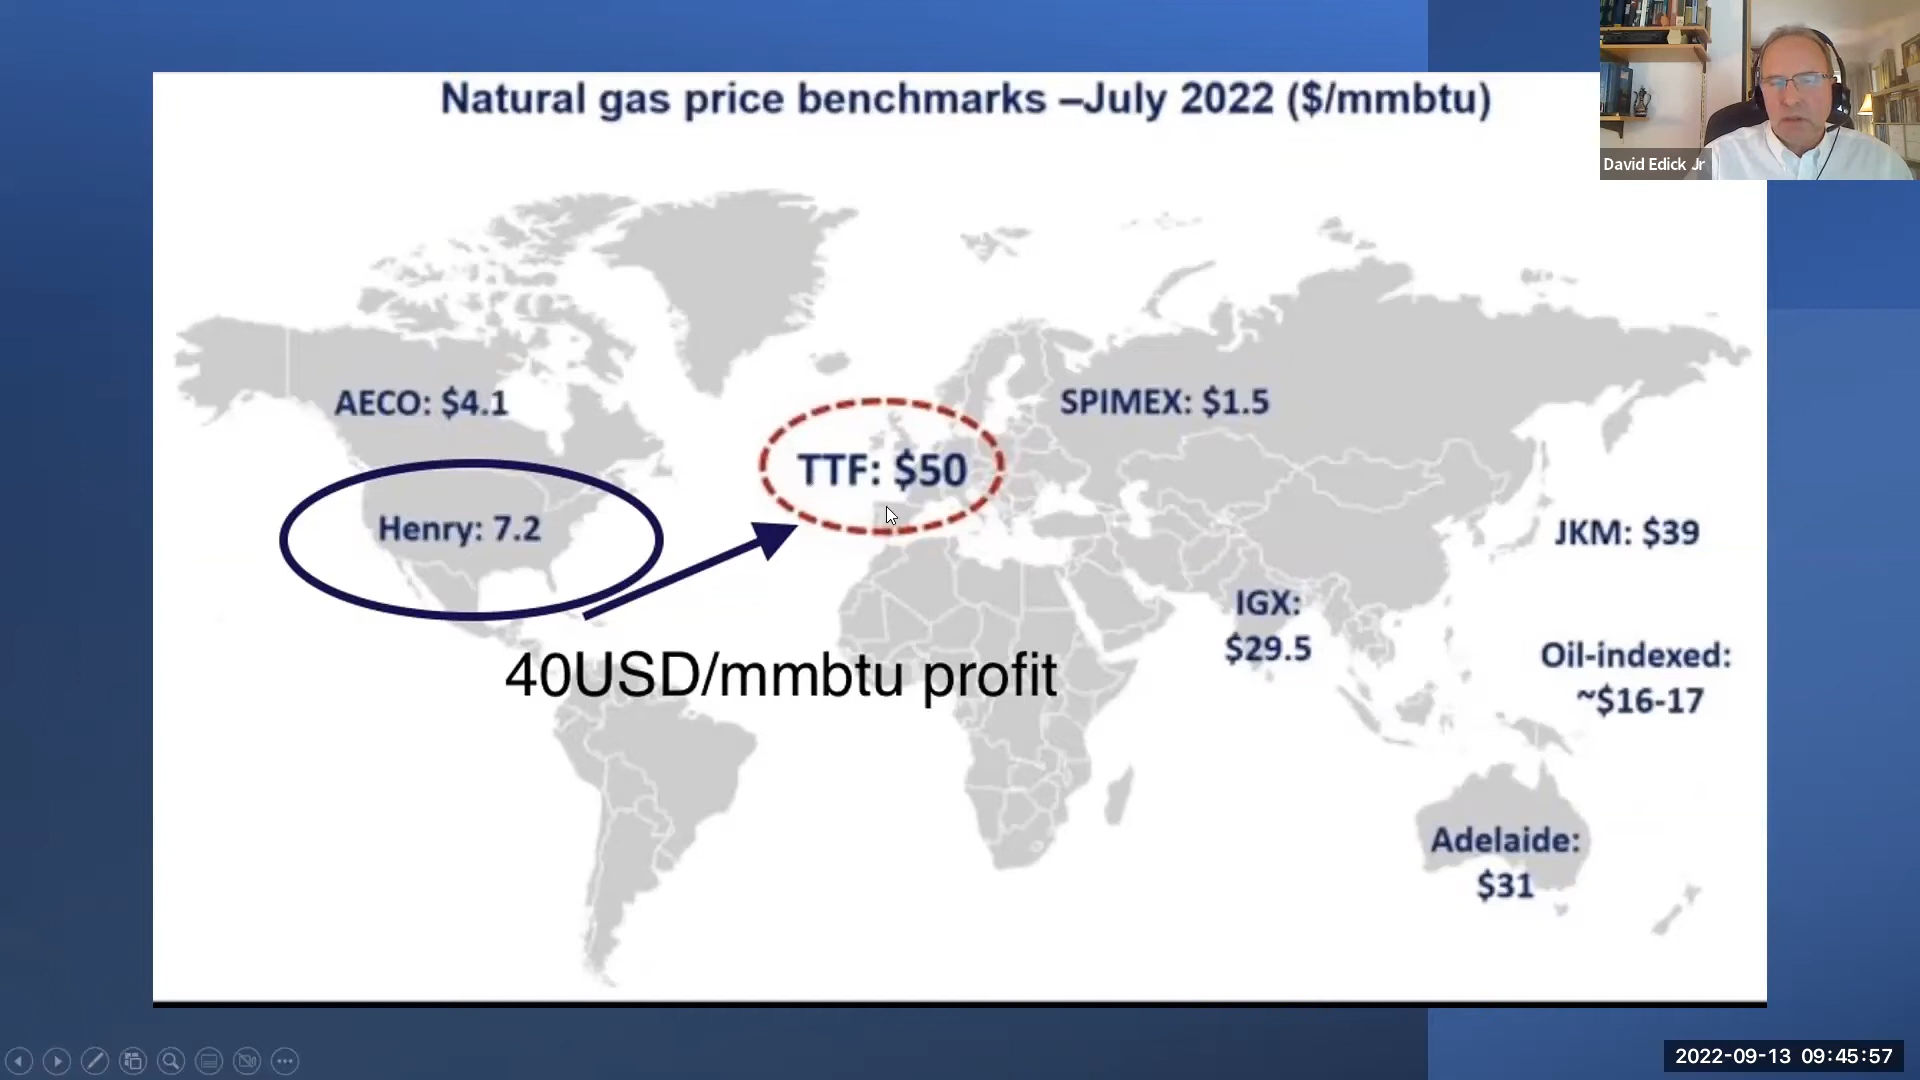 Natural gas price benchmarks –July 2022 ($/mmbtu)
David Edick Jr
AECO: $4.1
SPIMEX: $1.5
TTF: $50
Henry: 7.2
JKM: $39
IGX:
$29.5
40USD/mmbtu profit
Oil-indexed:
~$16-17
Adelaide:
$31
2022-09-13 09:45:57